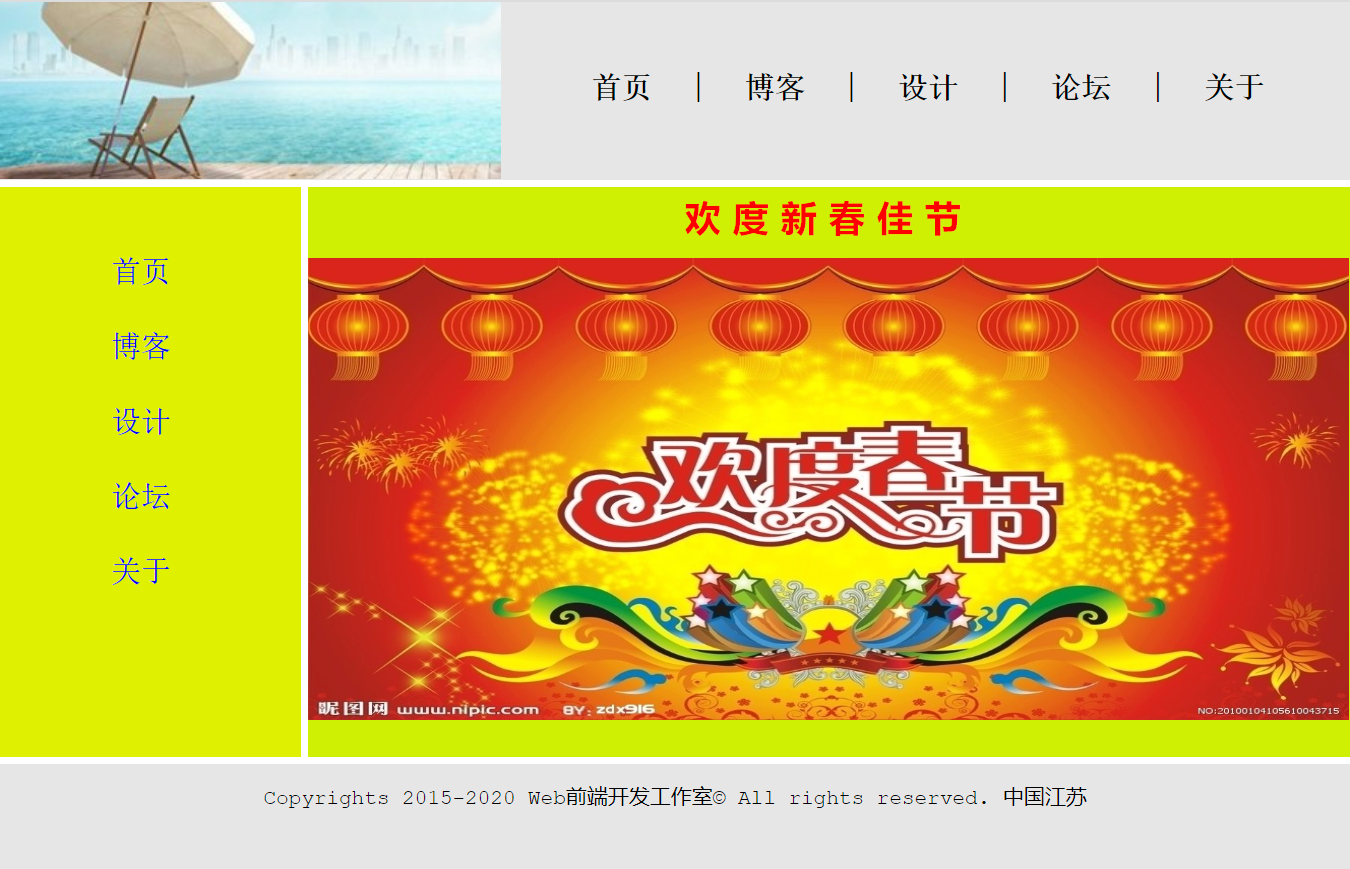 首页 | 博客 | 设计 | 论坛 | 关于
首页
博客
设计
论坛
关于
欢度新春佳节
欢度春节
昵图网 www.nipic.com BY:zdx916
NO:20100104105610043715
Copyrights 2015-2020 Web前端开发工作室© All rights reserved. 中国江苏